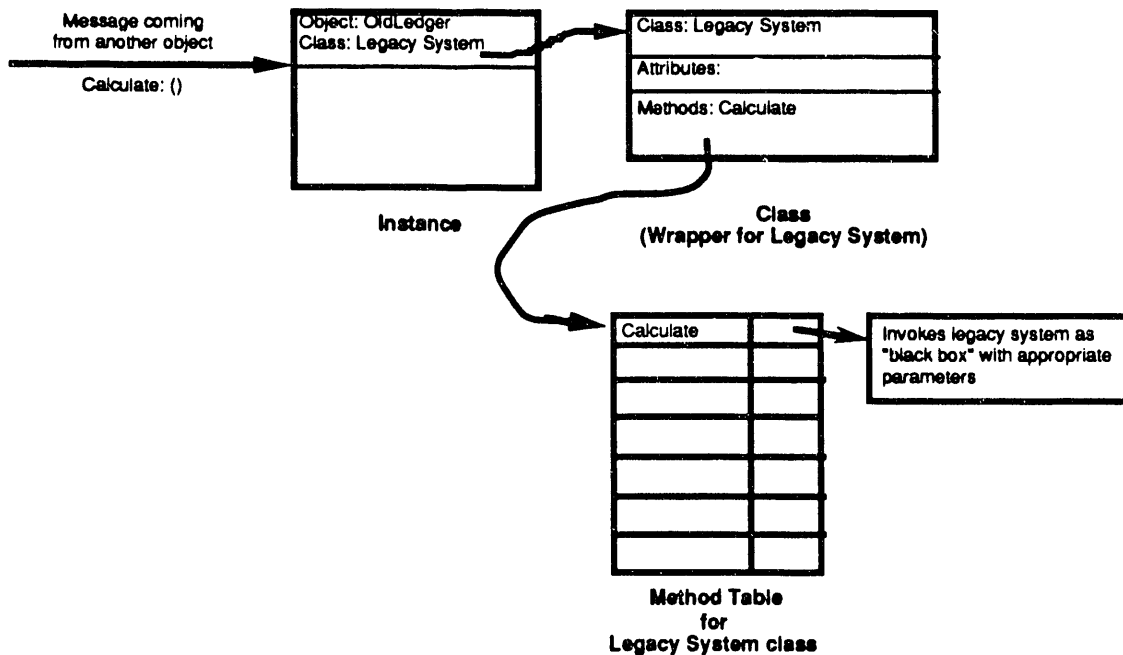 Message coming
from another object
Calculate: ()
Object: OldLedger
Class: Legacy System
Instance
Class: Legacy System
Attributes:
Methods: Calculate
Class
(Wrapper for Legacy System)
Calculate
Invokes legacy system as
"black box" with appropriate
parameters
Method Table
for
Legacy System class